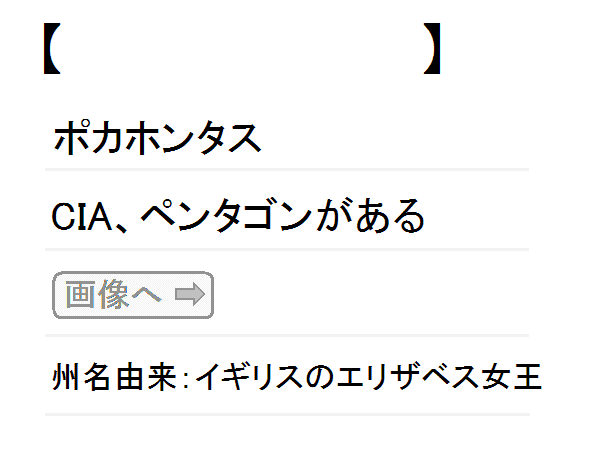 【　　　　　　　　】
ポカホンタス
CIA、ペンタゴンがある
画像へ ➡
州名由来：イギリスのエリザベス女王